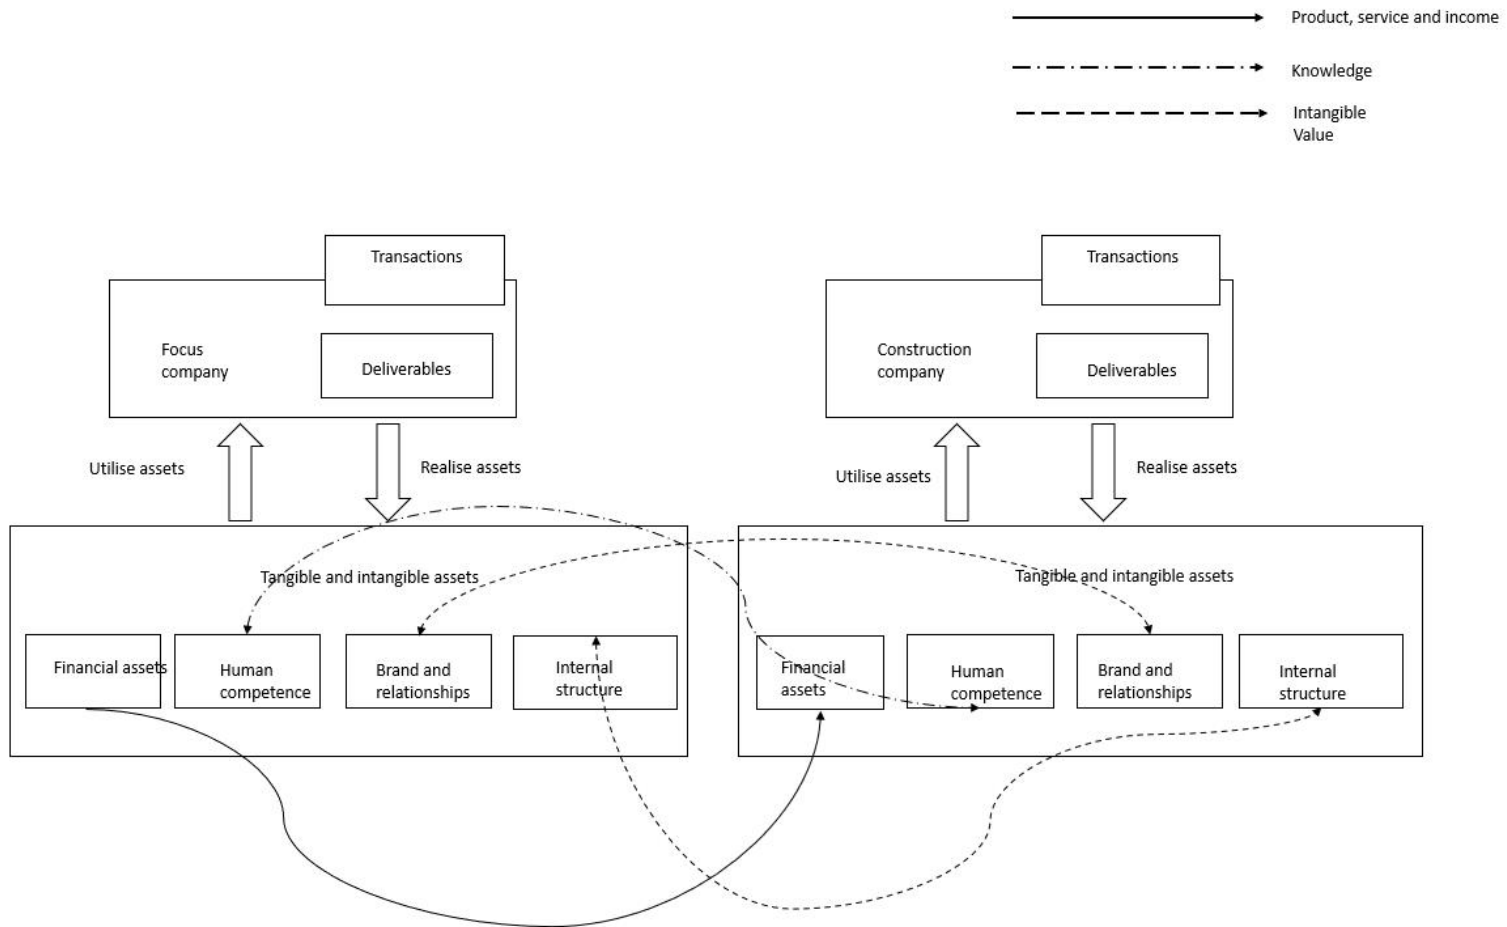 Product, service and income
Knowledge
Intangible
Value
Transactions
Transactions
Focus
company
Deliverables
Construction
company
Deliverables
Utilise assets
Realise assets
Utilise assets
Realise assets
Tangible and intangible assets
Tangible and intangible assets
Financial assets
Human
competence
Brand and
relationships
Internal
structure
Financial
assets
Human
competence
Brand and
relationships
Internal
structure